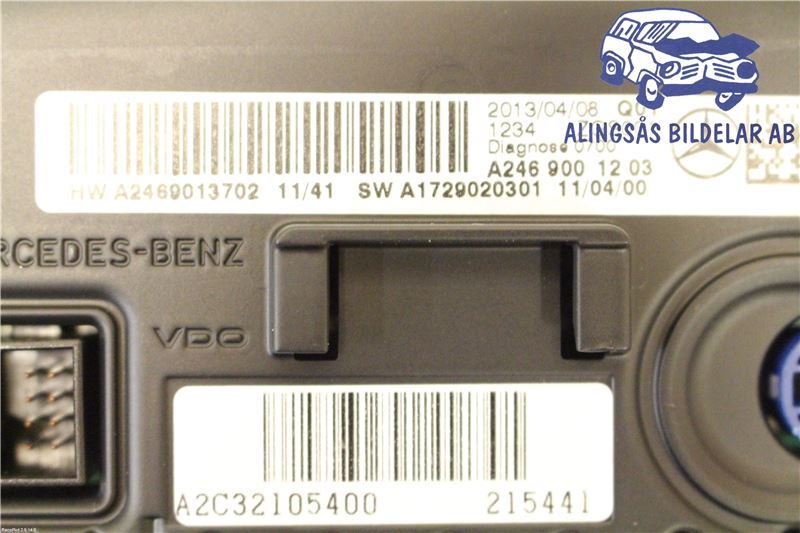 2013/04/08
1234
Diagnose 0700
A246 900 12 03
HW A2469013702 11/41 SW A1729020301 11/04/00
ALINGSÅS BILDELAR AB
RCEDES-BENZ
VDO
A2C32105400 215441